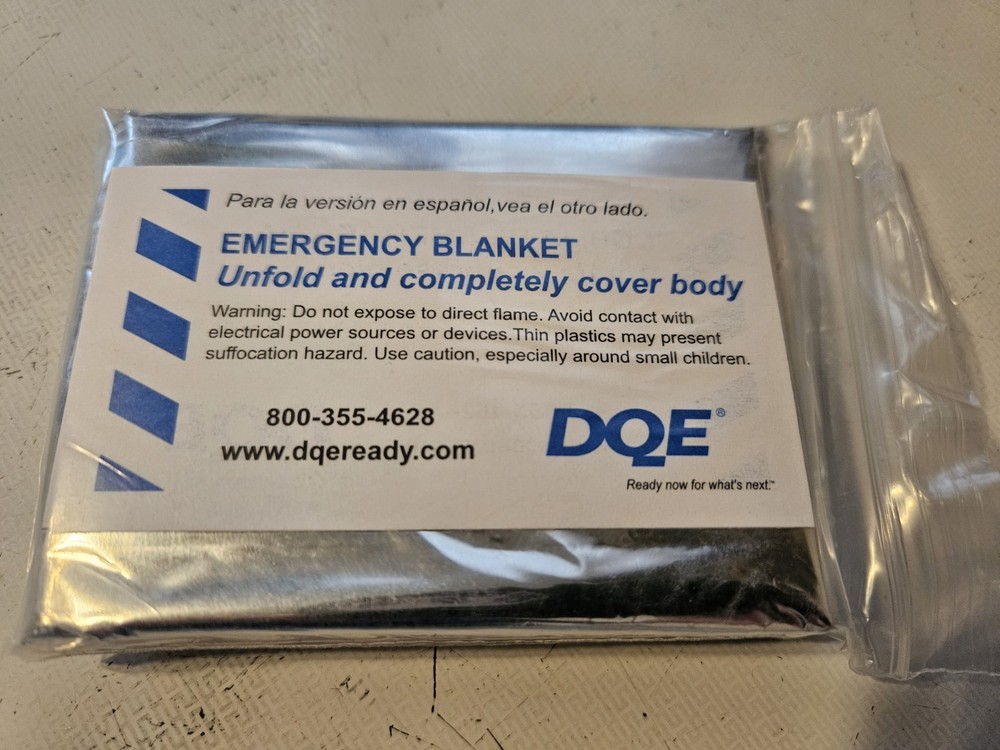 Para la versión en español,vea el otro lado.
EMERGENCY BLANKET
Unfold and completely cover body
Warning: Do not expose to direct flame. Avoid contact with
electrical power sources or devices.Thin plastics may present
suffocation hazard. Use caution, especially around small children.
800-355-4628
www.dqeready.com
DQE®
Ready now for what's next.™